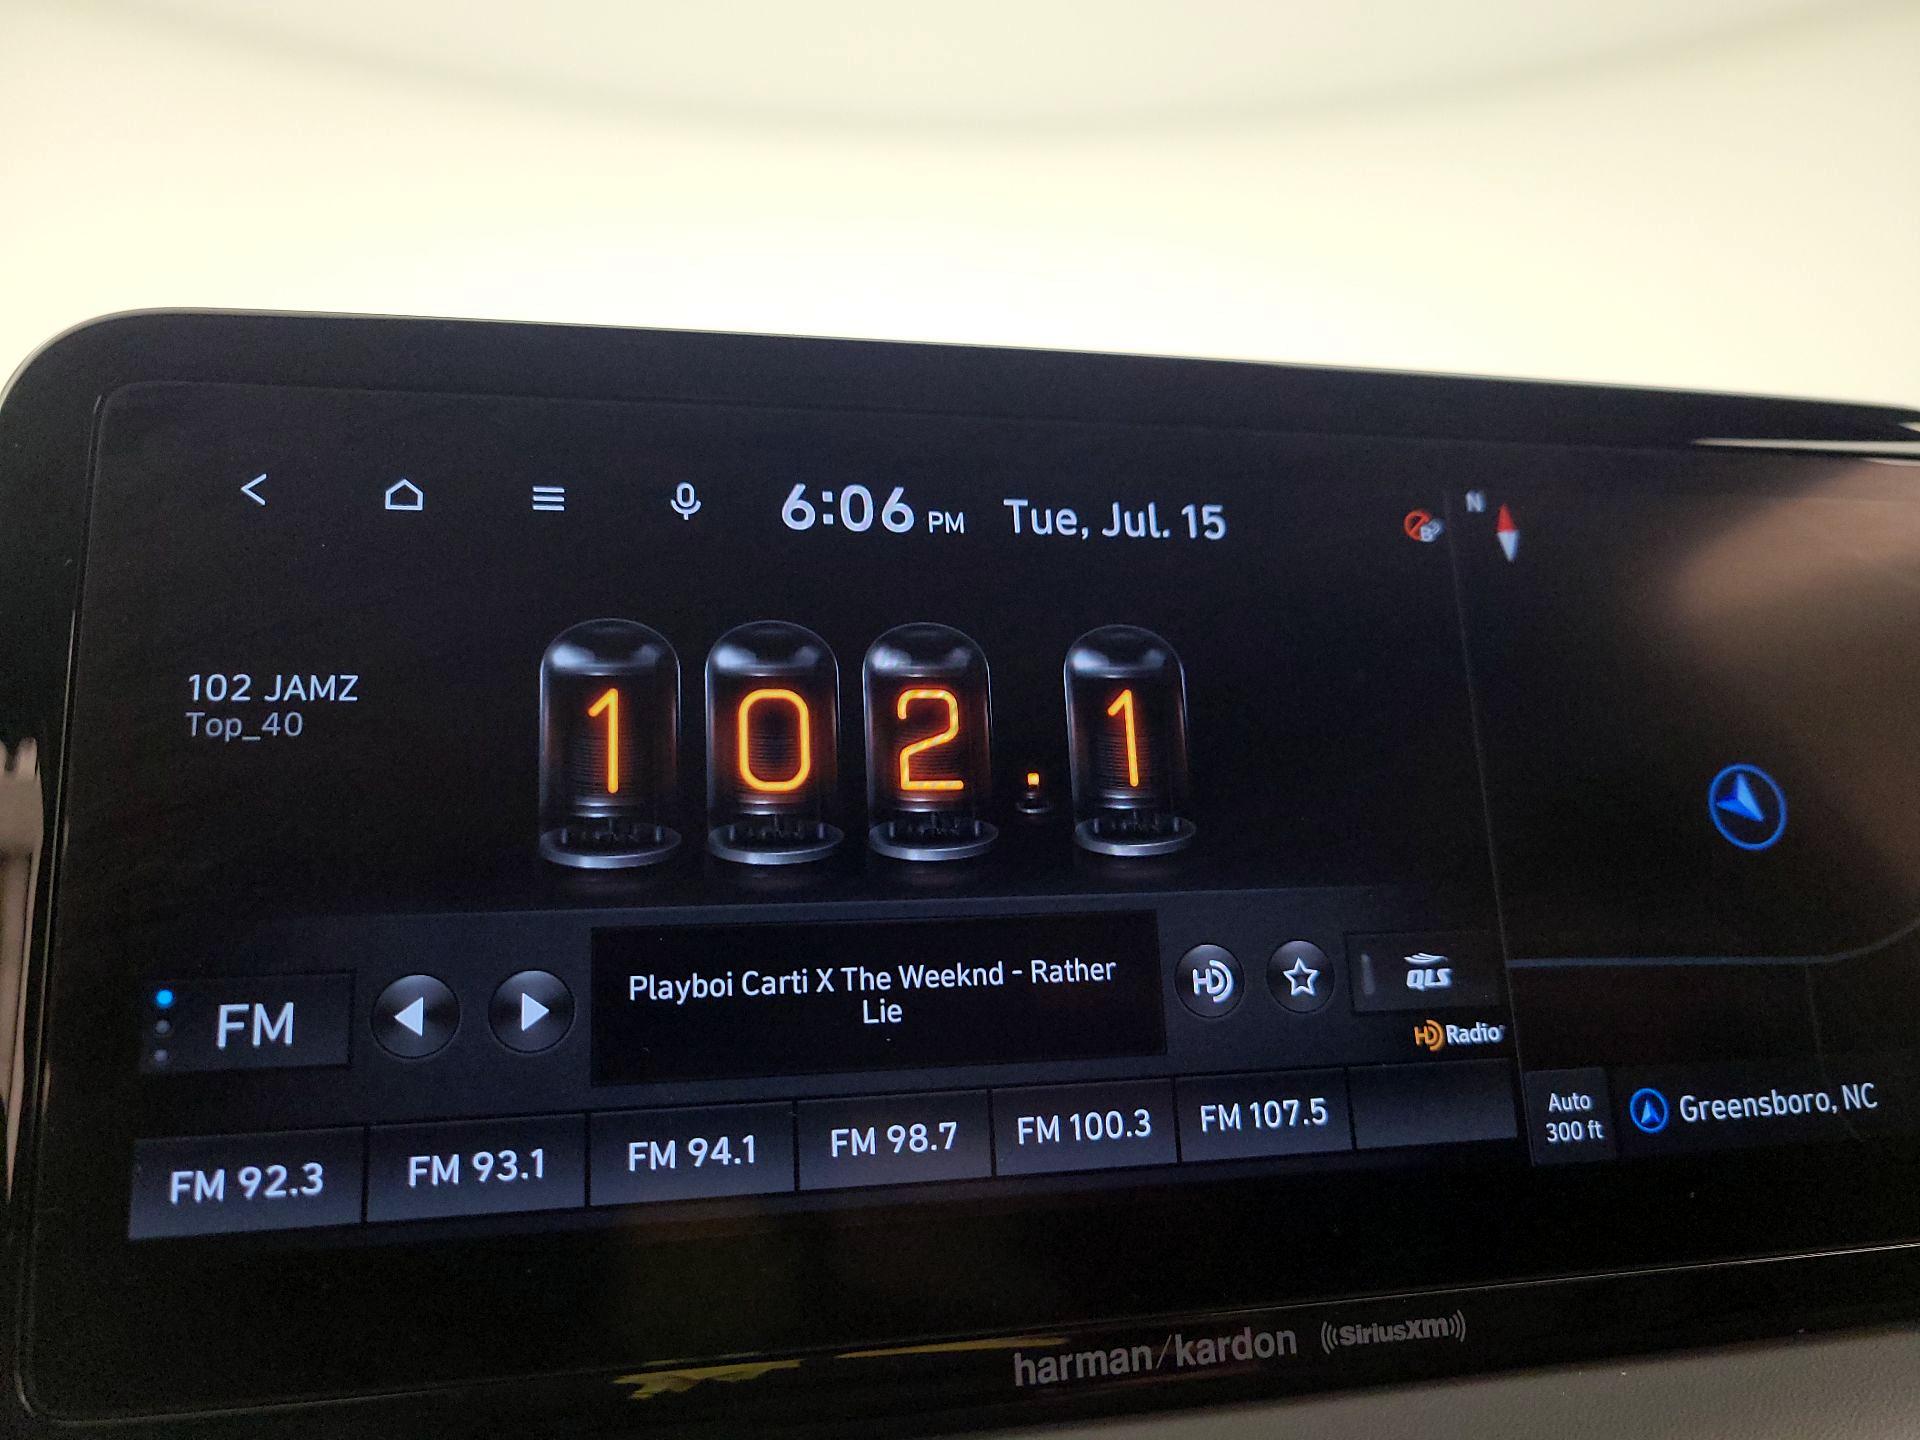 6:06 PM Tue, Jul. 15
N
102 JAMZ
Top_40
102.1
FM
Playboi Carti X The Weeknd - Rather
Lie
HD
QLS
HD Radio
FM 92.3
FM 93.1
FM 94.1
FM 98.7
FM 100.3
FM 107.5
Auto
300 ft
Greensboro, NC
harman/kardon
((SiriusXM))